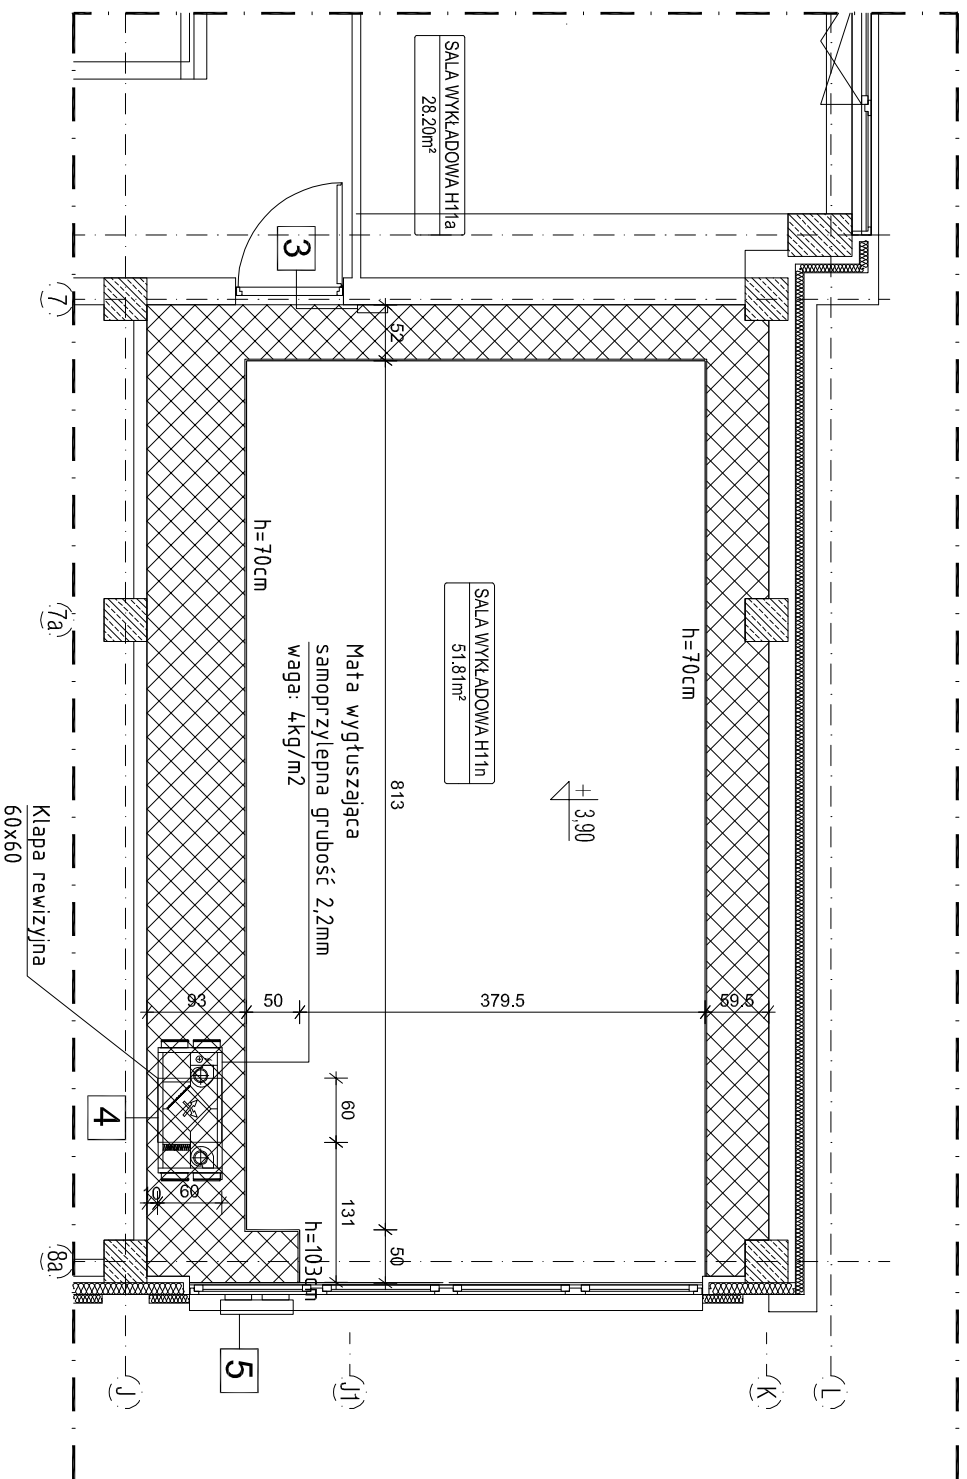 SALA WYKŁADOWA H11a
28.20m²
3
7
52
h=70cm
h=70cm
SALA WYKŁADOWA H11n
51.81m²
+
3,90
7a
Mata wygłuszająca
samoprzylepna grubość 2,2mm
waga: 4kg/m2
813
Klapa rewizyjna
60x60
93
50
379.5
59.5
4
60
131
10
60
50
h=103cm
8a
5
J
J1
K
L